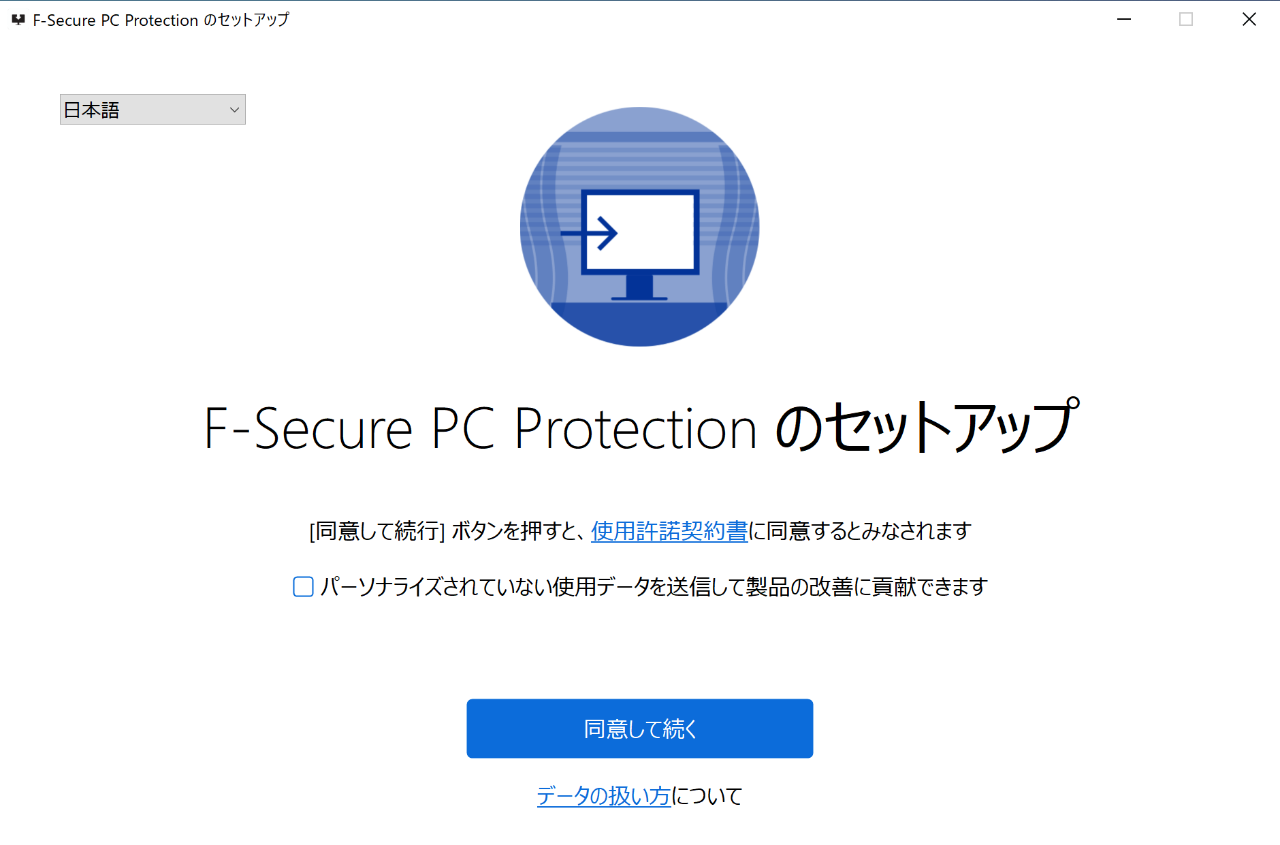 F-Secure PC Protection のセットアップ
日本語
F-Secure PC Protection のセットアップ
[同意して続行] ボタンを押すと、使用許諾契約書に同意するとみなされます
パーソナライズされていない使用データを送信して製品の改善に貢献できます
同意して続く
データの扱い方について